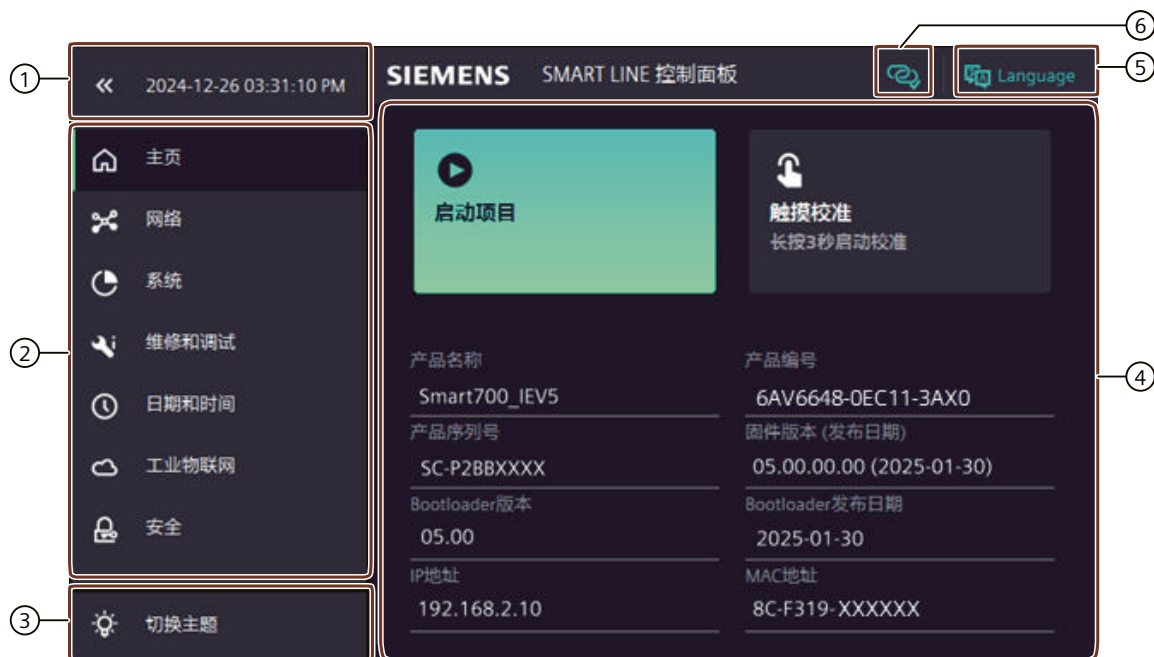 ⑥
① 2024-12-26 03:31:10 PM SIEMENS SMART LINE 控制面板 Language ⑤
主页
网络
系统
② 维修和调试
日期和时间
工业物联网
安全
③ 切换主题
启动项目
触摸校准
长按3秒启动校准
④
产品名称 产品编号
Smart700_IEV5 6AV6648-0EC11-3AX0
产品序列号 固件版本 (发布日期)
SC-P2BBXXXX 05.00.00.00 (2025-01-30)
Bootloader版本 Bootloader发布日期
05.00 2025-01-30
IP地址 MAC地址
192.168.2.10 8C-F319-XXXXXX